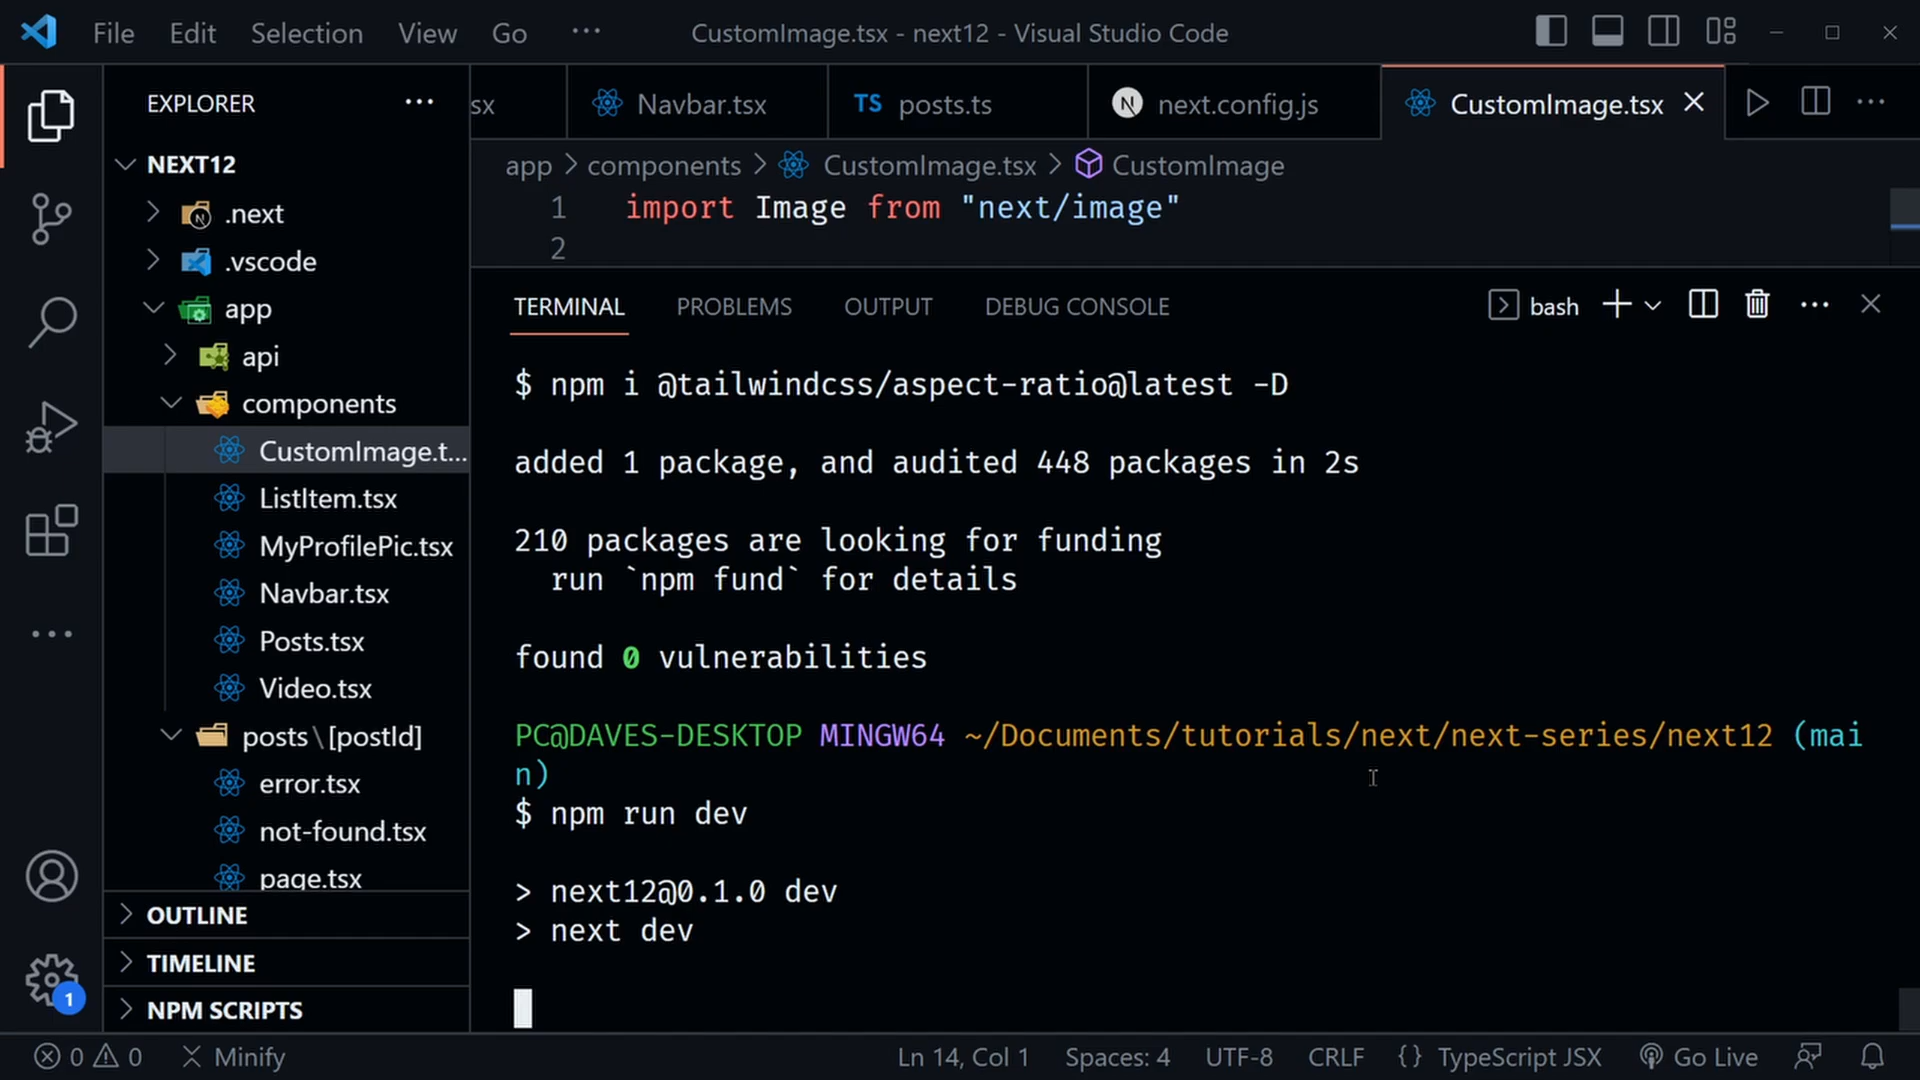 File Edit Selection View Go ··· CustomImage.tsx - next12 - Visual Studio Code
EXPLORER ···
sx Navbar.tsx TS posts.ts N next.config.js CustomImage.tsx
NEXT12
.next
.vscode
app
api
components
CustomImage.t...
ListItem.tsx
MyProfilePic.tsx
Navbar.tsx
Posts.tsx
Video.tsx
posts\[postId]
error.tsx
not-found.tsx
page.tsx
OUTLINE
TIMELINE
NPM SCRIPTS
1
app > components > CustomImage.tsx > CustomImage
1 import Image from "next/image"
2
TERMINAL PROBLEMS OUTPUT DEBUG CONSOLE bash
$ npm i @tailwindcss/aspect-ratio@latest -D
added 1 package, and audited 448 packages in 2s
210 packages are looking for funding
run `npm fund` for details
found 0 vulnerabilities
PC@DAVES-DESKTOP MINGW64 ~/Documents/tutorials/next/next-series/next12 (mai
n)
$ npm run dev
> next12@0.1.0 dev
> next dev
0 0 Minify Ln 14, Col 1 Spaces: 4 UTF-8 CRLF {} TypeScript JSX Go Live